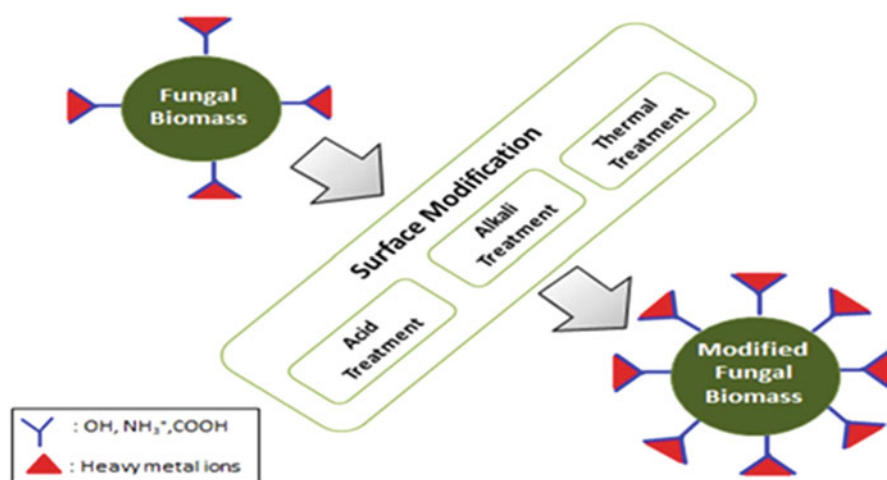 Fungal
Biomass
Surface Modification
Thermal
Treatment
Alkali
Treatment
Acid
Treatment
Modified
Fungal
Biomass
: OH, NH₃⁺,COOH
: Heavy metal ions